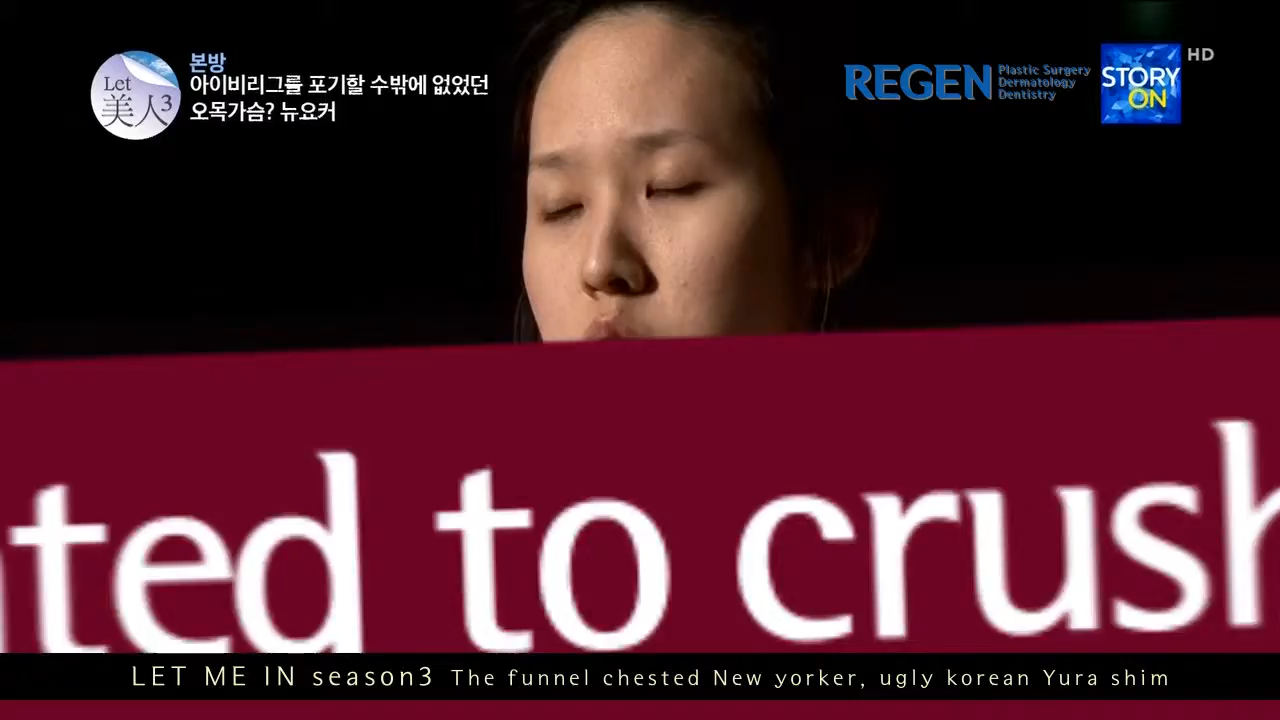 본방
Let
美人3
아이비리그를 포기할 수밖에 없었던
오목가슴? 뉴요커
REGEN
Plastic Surgery
Dermatology
Dentistry
STORY
ON
HD
ted to crush
LET ME IN season3 The funnel chested New yorker, ugly korean Yura shim